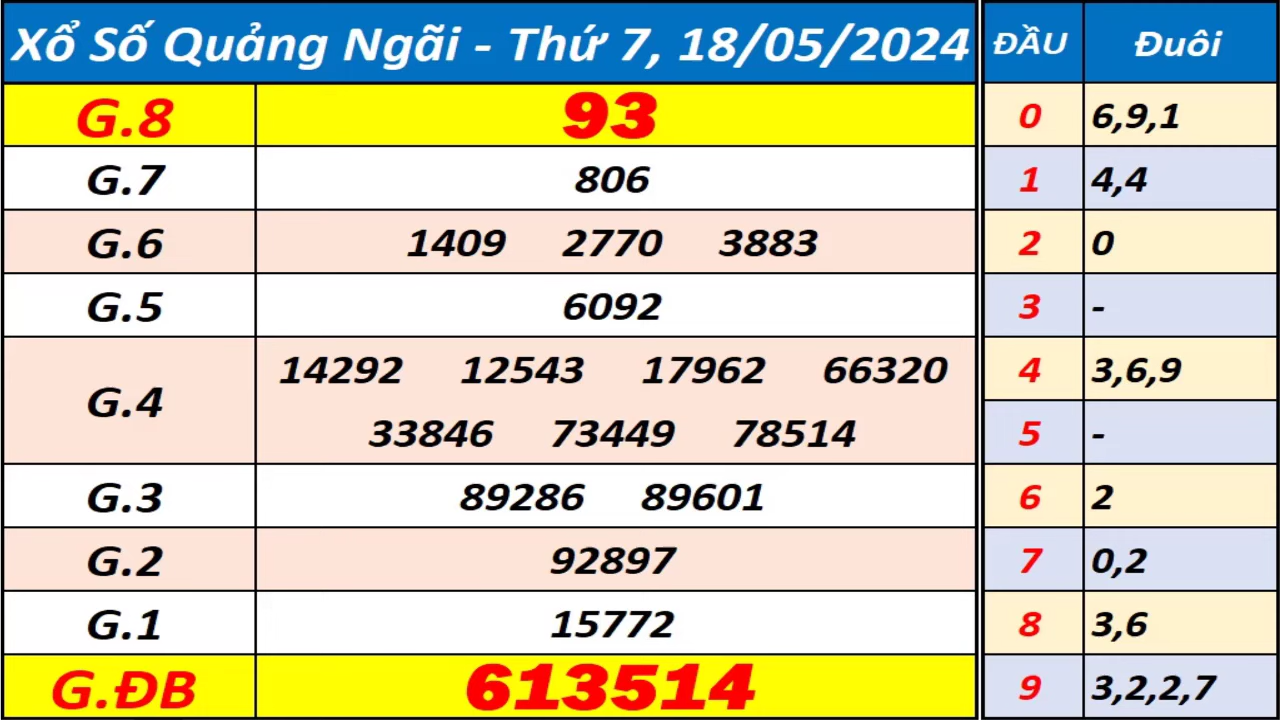 Xổ Số Quảng Ngãi - Thứ 7, 18/05/2024
G.8 93
G.7 806
G.6 1409 2770 3883
G.5 6092
G.4 14292 12543 17962 66320
33846 73449 78514
G.3 89286 89601
G.2 92897
G.1 15772
G.ĐB 613514
ĐẦU Đuôi
0 6,9,1
1 4,4
2 0
3 -
4 3,6,9
5 -
6 2
7 0,2
8 3,6
9 3,2,2,7